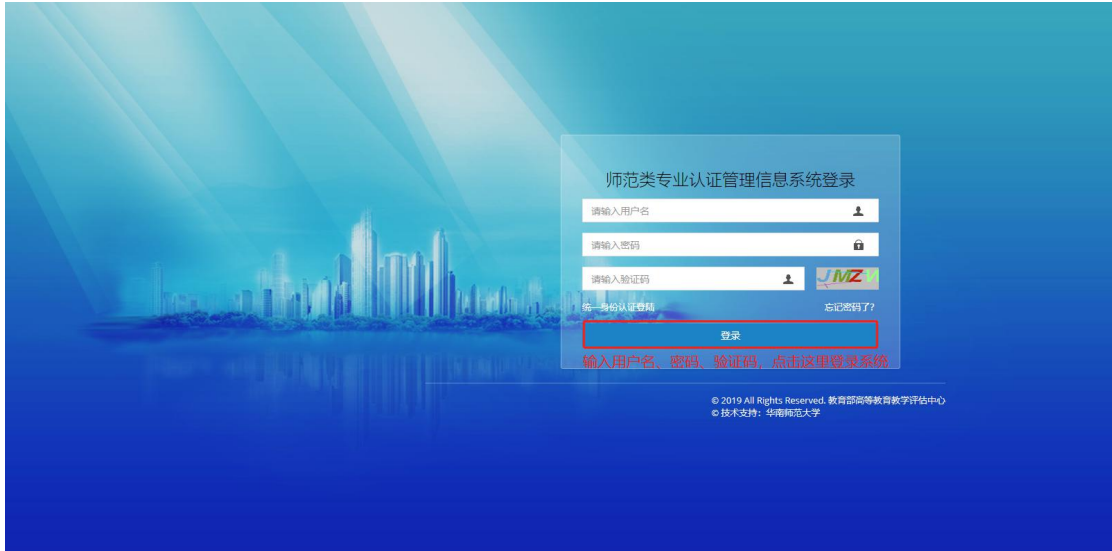 师范类专业认证管理信息系统登录
请输入用户名
请输入密码
请输入验证码 JMZV
统一身份认证登陆 忘记密码了?
登录
输入用户名、密码、验证码，点击这里登录系统
© 2019 All Rights Reserved. 教育部高等教育教学评估中心
© 技术支持：华南师范大学